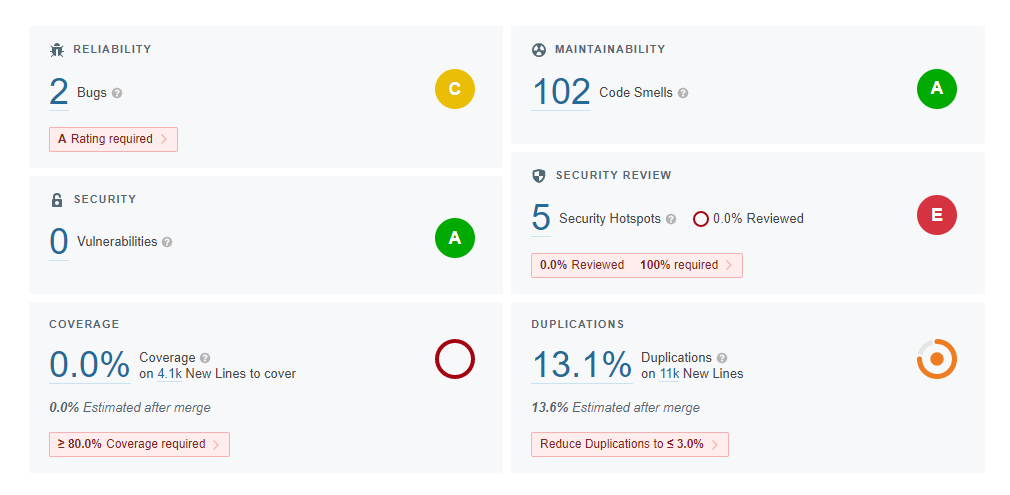 RELIABILITY
2 Bugs ?
C
A Rating required
MAINTAINABILITY
102 Code Smells ?
A
SECURITY
0 Vulnerabilities ?
A
SECURITY REVIEW
5 Security Hotspots ? 0.0% Reviewed
E
0.0% Reviewed 100% required
COVERAGE
0.0% Coverage ?
on 4.1k New Lines to cover
0.0% Estimated after merge
≥ 80.0% Coverage required
DUPLICATIONS
13.1% Duplications ?
on 11k New Lines
13.6% Estimated after merge
Reduce Duplications to ≤ 3.0%